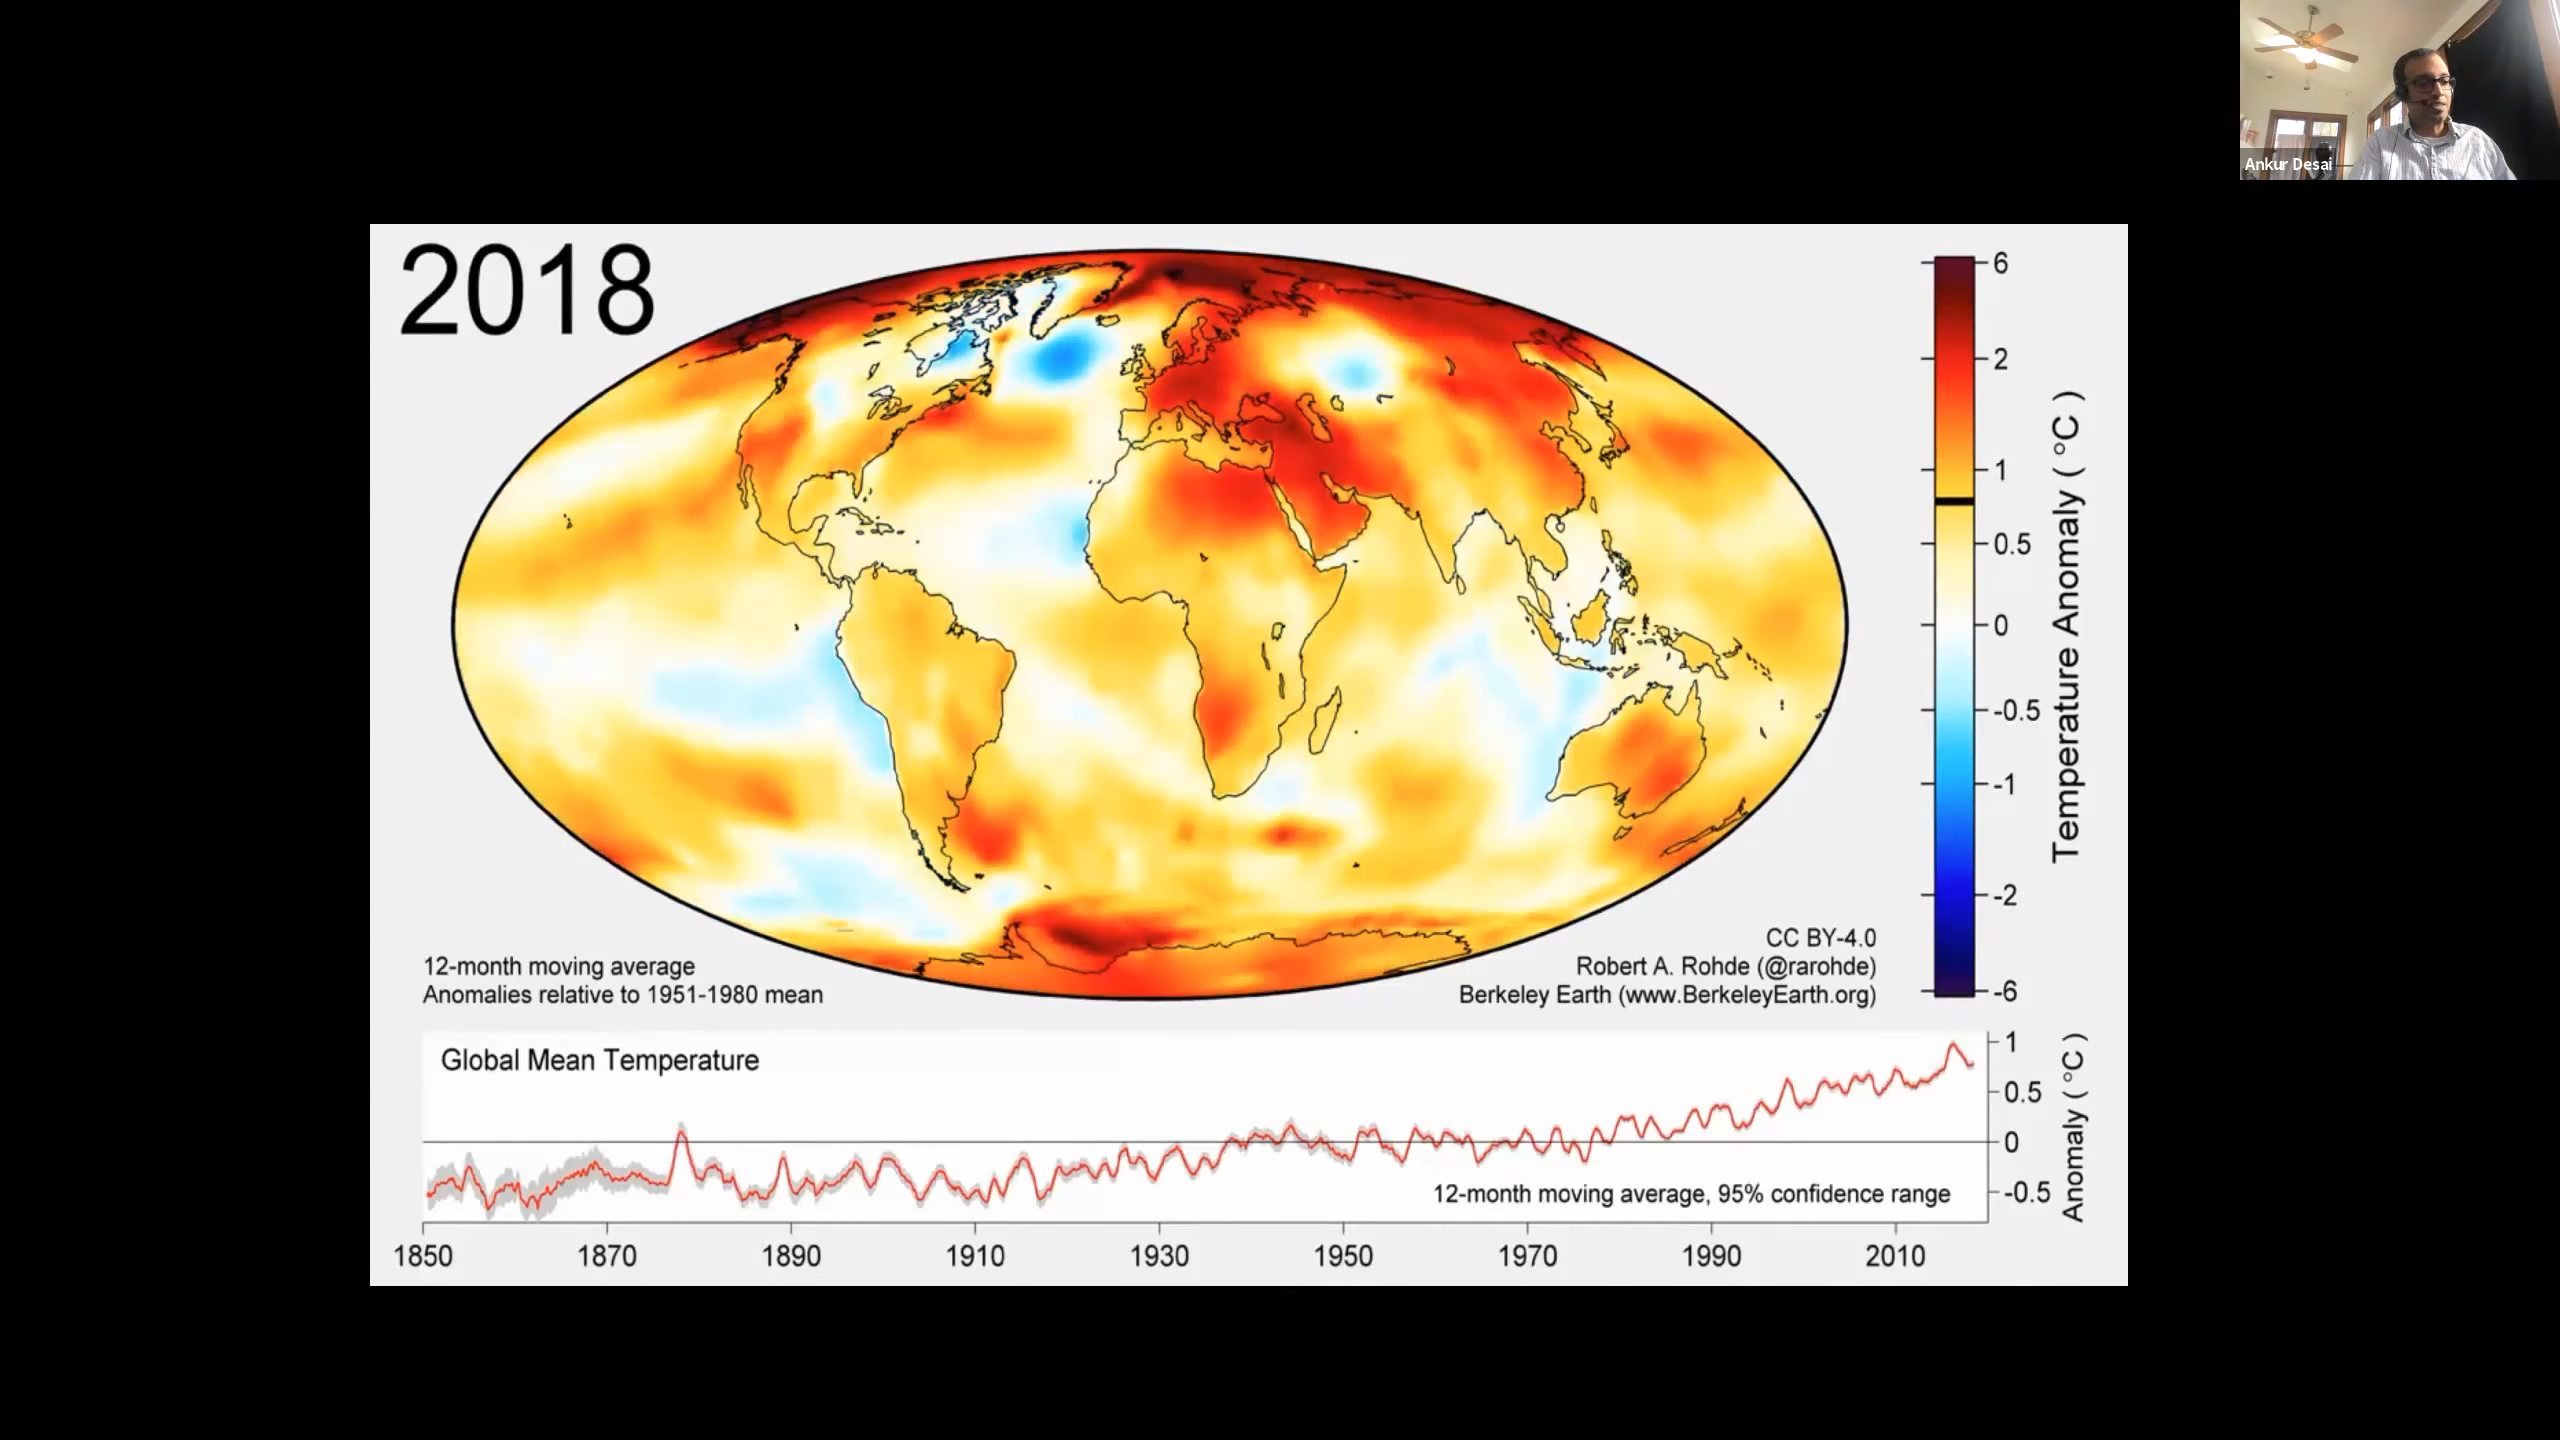 Ankur Desai
2018
6
2
1
0.5
0
-0.5
-1
-2
-6
Temperature Anomaly ( °C )
12-month moving average
Anomalies relative to 1951-1980 mean
CC BY-4.0
Robert A. Rohde (@rarohde)
Berkeley Earth (www.BerkeleyEarth.org)
Global Mean Temperature
12-month moving average, 95% confidence range
1
0.5
0
-0.5
Anomaly ( °C )
1850 1870 1890 1910 1930 1950 1970 1990 2010